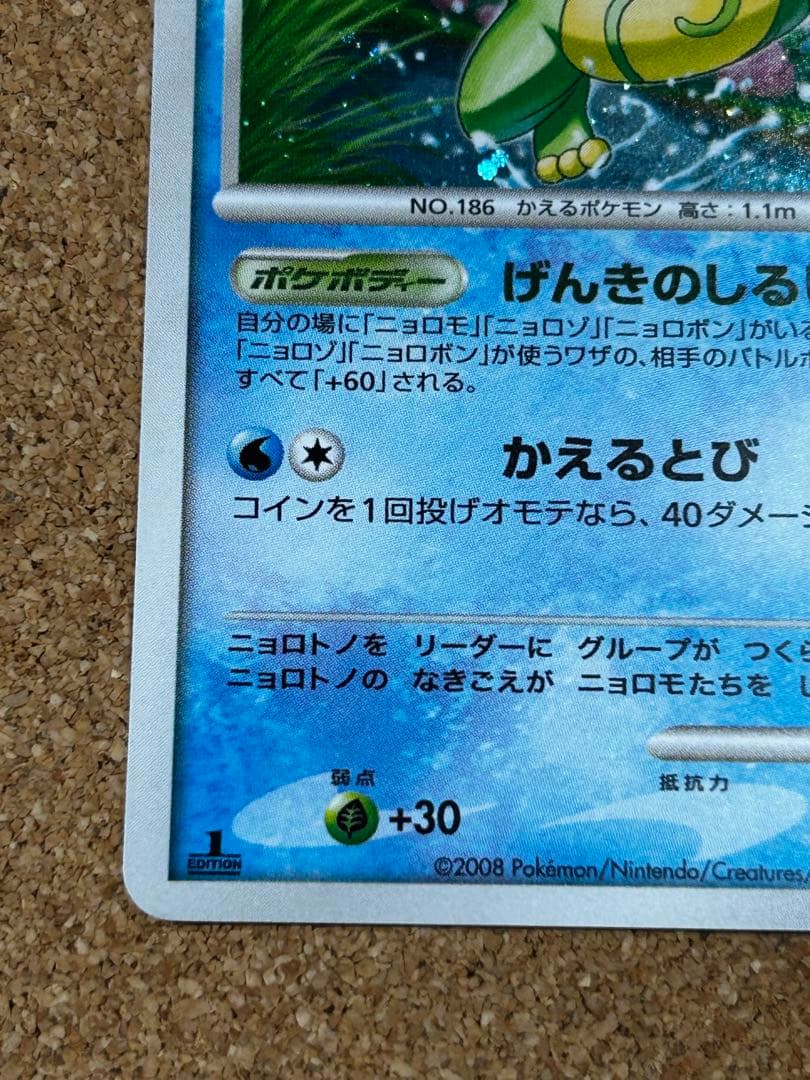 NO.186 かえるポケモン 高さ：1.1m
ポケボディー げんきのしる
自分の場に「ニョロモ」「ニョロゾ」「ニョロボン」がいる
「ニョロゾ」「ニョロボン」が使うワザの、相手のバトルポ
すべて「+60」される。
かえるとび
コインを1回投げオモテなら、40ダメージ
ニョロトノを リーダーに グループが つくら
ニョロトノの なきごえが ニョロモたちを
弱点 抵抗力
+30
1 EDITION
©2008 Pokémon/Nintendo/Creatures/